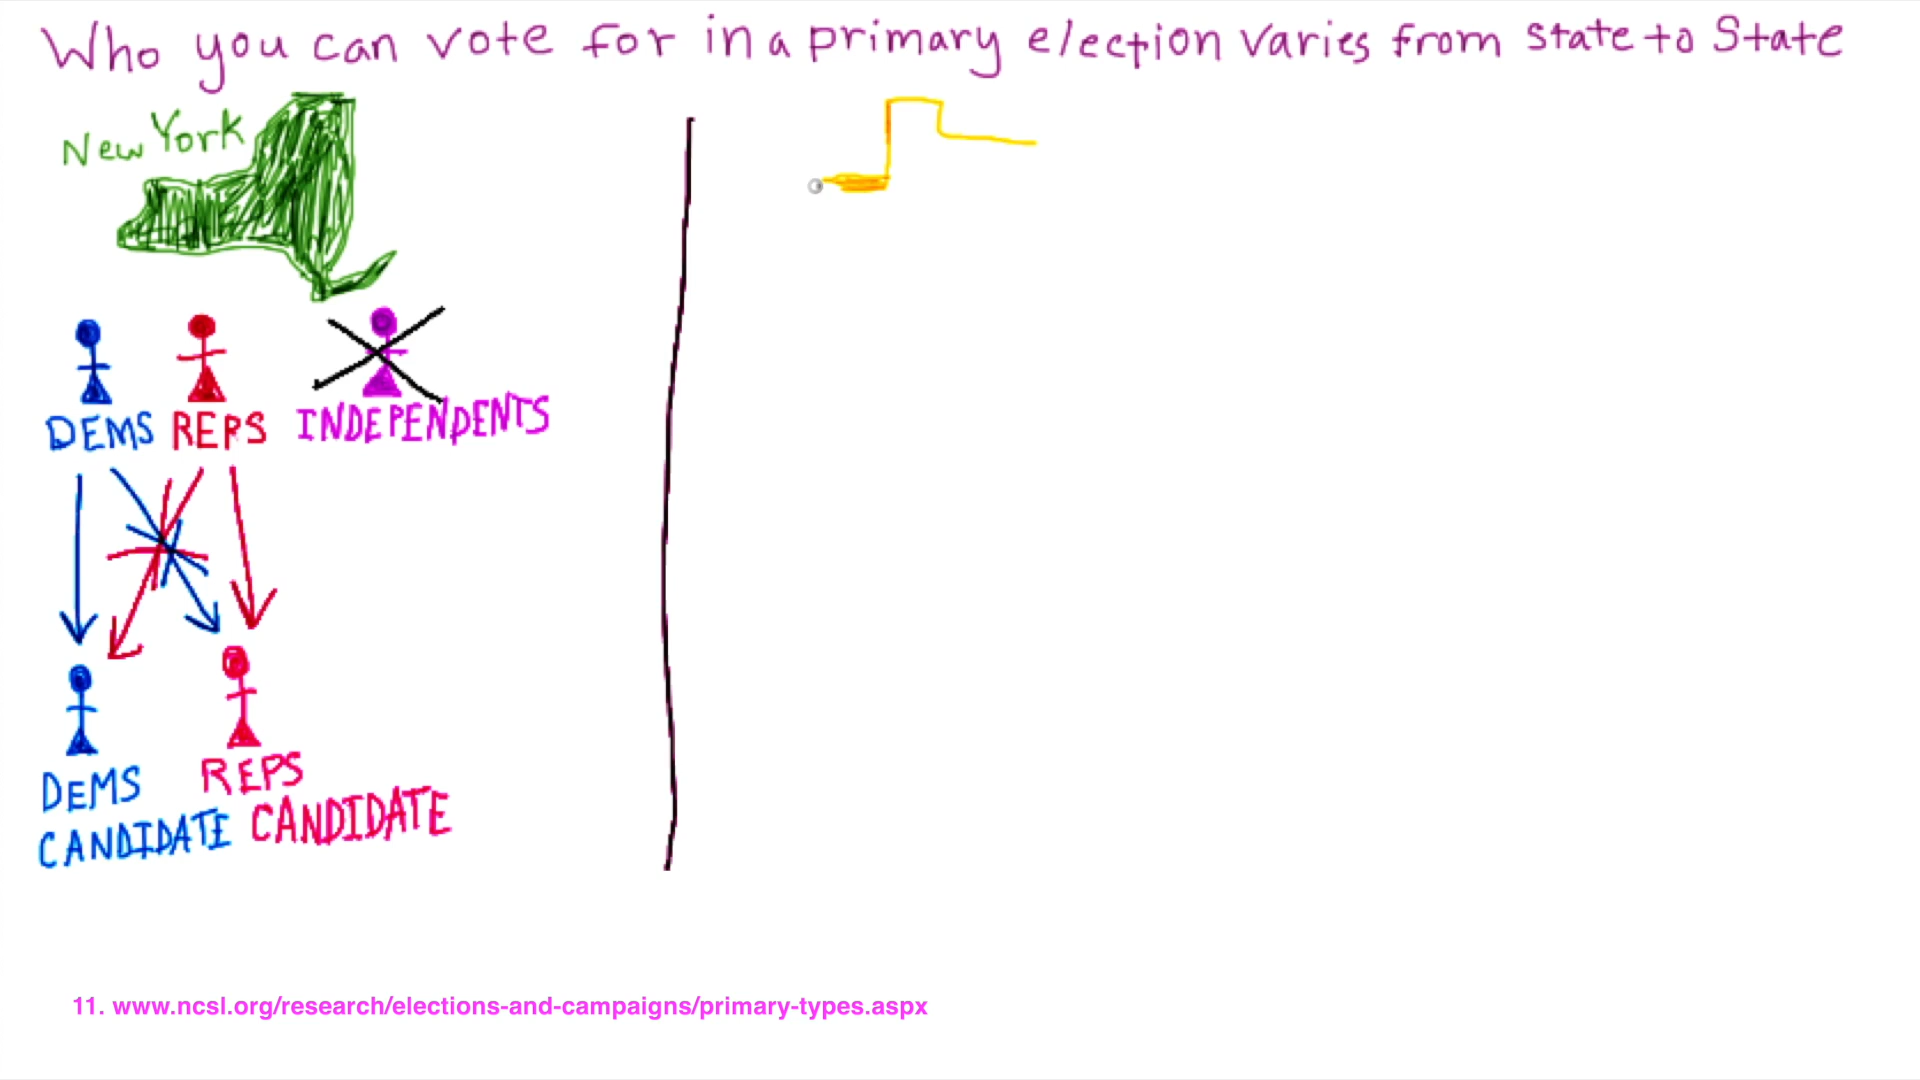 Who you can vote for in a primary election varies from state to State
New York
DEMS REPS INDEPENDENTS
DEMS CANDIDATE
REPS CANDIDATE
11. www.ncsl.org/research/elections-and-campaigns/primary-types.aspx